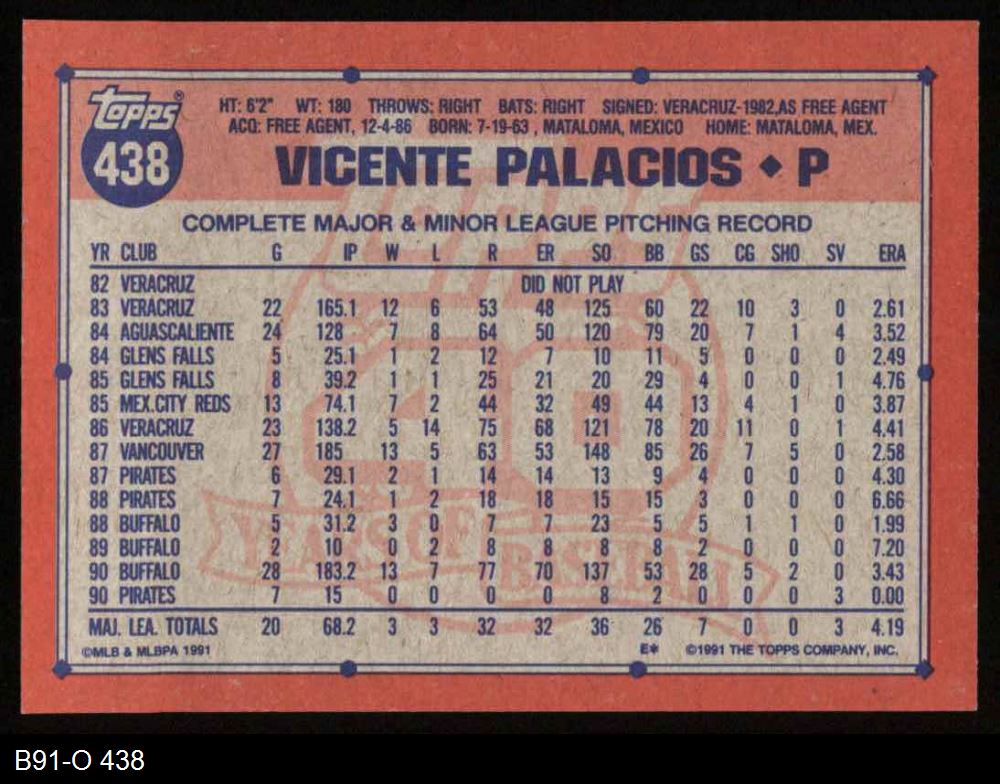 topps®
438
HT: 6'2" WT: 180 THROWS: RIGHT BATS: RIGHT SIGNED: VERACRUZ-1982,AS FREE AGENT
ACQ: FREE AGENT, 12-4-86 BORN: 7-19-63 , MATALOMA, MEXICO HOME: MATALOMA, MEX.
VICENTE PALACIOS ◆ P
COMPLETE MAJOR & MINOR LEAGUE PITCHING RECORD
YR CLUB G IP W L R ER SO BB GS CG SHO SV ERA
82 VERACRUZ DID NOT PLAY
83 VERACRUZ 22 165.1 12 6 53 48 125 60 22 10 3 0 2.61
84 AGUASCALIENTE 24 128 7 8 64 50 120 79 20 7 1 4 3.52
84 GLENS FALLS 5 25.1 1 2 12 7 10 11 5 0 0 0 2.49
85 GLENS FALLS 8 39.2 1 1 25 21 20 29 4 0 0 1 4.76
85 MEX.CITY REDS 13 74.1 7 2 44 32 49 44 13 4 1 0 3.87
86 VERACRUZ 23 138.2 5 14 75 68 121 78 20 11 0 1 4.41
87 VANCOUVER 27 185 13 5 63 53 148 85 26 7 5 0 2.58
87 PIRATES 6 29.1 2 1 14 14 13 9 4 0 0 0 4.30
88 PIRATES 7 24.1 1 2 18 18 15 15 3 0 0 0 6.66
88 BUFFALO 5 31.2 3 0 7 7 23 5 5 1 1 0 1.99
89 BUFFALO 2 10 0 2 8 8 8 8 2 0 0 0 7.20
90 BUFFALO 28 183.2 13 7 77 70 137 53 28 5 2 0 3.43
90 PIRATES 7 15 0 0 0 0 8 2 0 0 0 3 0.00
MAJ. LEA. TOTALS 20 68.2 3 3 32 32 36 26 7 0 0 3 4.19
©MLB & MLBPA 1991 E* ©1991 THE TOPPS COMPANY, INC.
TOPPS
40
YEARS OF BASEBALL
B91-O 438